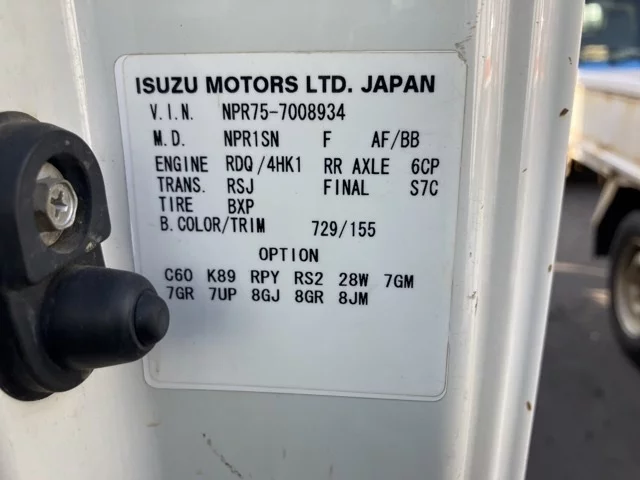 ISUZU MOTORS LTD. JAPAN
V.I.N. NPR75-7008934
M.D. NPR1SN F AF/BB
ENGINE RDQ/4HK1 RR AXLE 6CP
TRANS. RSJ FINAL S7C
TIRE BXP
B.COLOR/TRIM 729/155
OPTION
C60 K89 RPY RS2 28W 7GM
7GR 7UP 8GJ 8GR 8JM